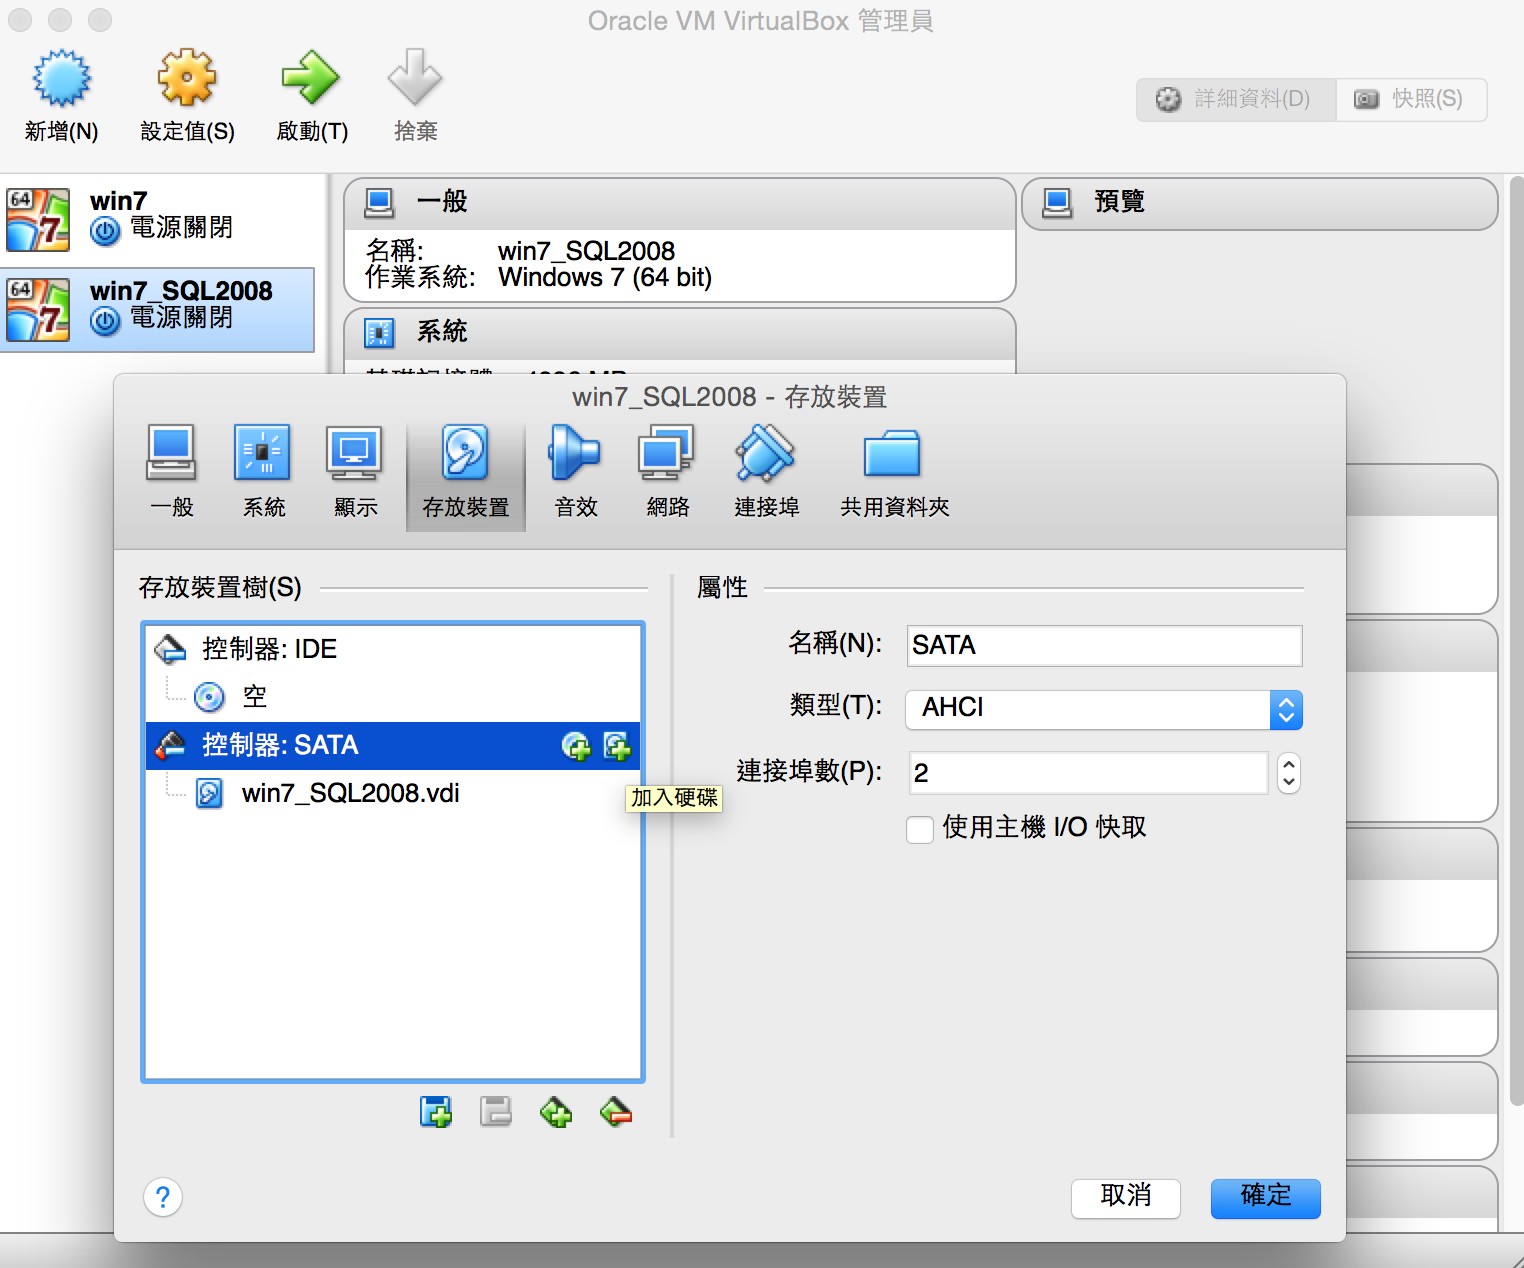 Oracle VM VirtualBox 管理員
新增(N)
設定值(S)
啟動(T)
捨棄
詳細資料(D)
快照(S)
64
7
win7
電源關閉
64
7
win7_SQL2008
電源關閉
一般
名稱: win7_SQL2008
作業系統: Windows 7 (64 bit)
系統
預覽
win7_SQL2008 - 存放裝置
一般
系統
顯示
存放裝置
音效
網路
連接埠
共用資料夾
存放裝置樹(S)
控制器: IDE
空
控制器: SATA
win7_SQL2008.vdi
加入硬碟
屬性
名稱(N): SATA
類型(T): AHCI
連接埠數(P): 2
使用主機 I/O 快取
?
取消
確定